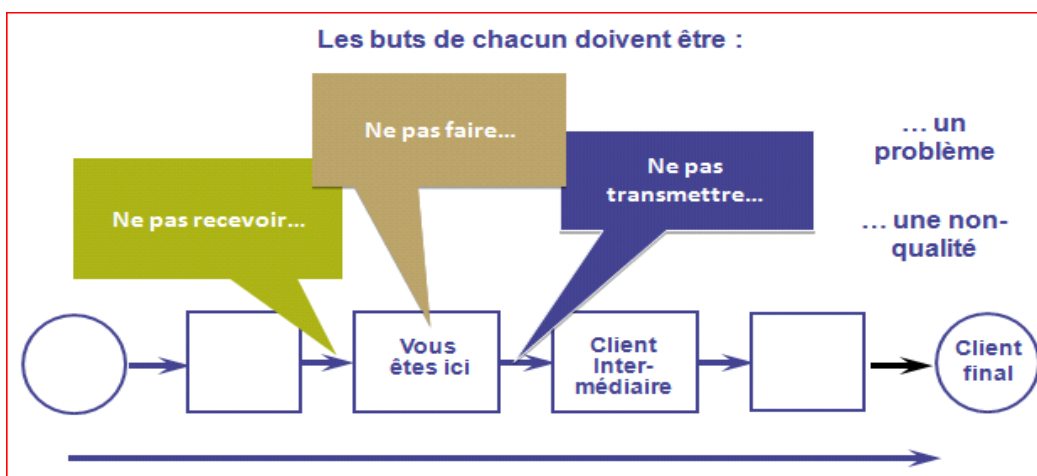 Les buts de chacun doivent être :
Ne pas faire...
... un
problème
Ne pas
transmettre...
Ne pas recevoir...
... une non-
qualité
Vous
êtes ici
Client
Inter-
médiaire
Client
final